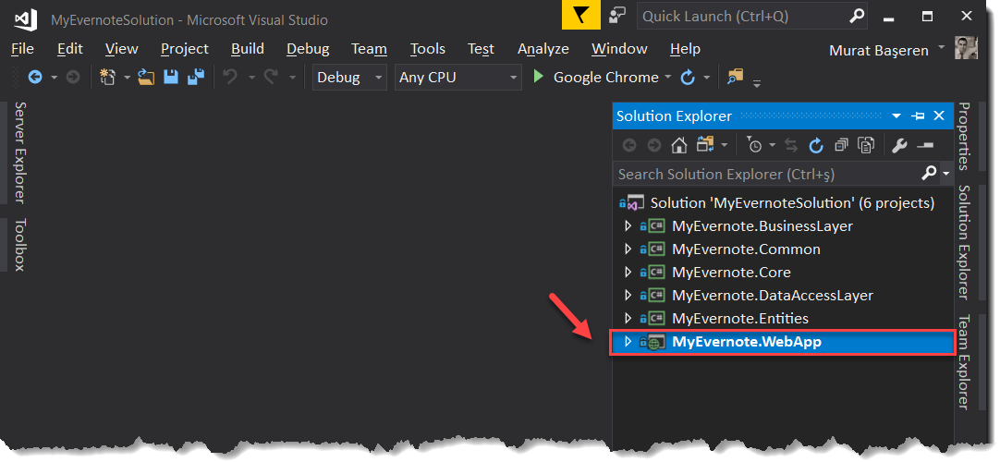 MyEvernoteSolution - Microsoft Visual Studio
Quick Launch (Ctrl+Q)
File Edit View Project Build Debug Team Tools Test Analyze Window Help
Murat Başeren
Debug Any CPU Google Chrome
Server Explorer
Toolbox
Solution Explorer
Search Solution Explorer (Ctrl+ş)
Solution 'MyEvernoteSolution' (6 projects)
C# MyEvernote.BusinessLayer
C# MyEvernote.Common
C# MyEvernote.Core
C# MyEvernote.DataAccessLayer
C# MyEvernote.Entities
MyEvernote.WebApp
Properties
Solution Explorer
Team Explorer